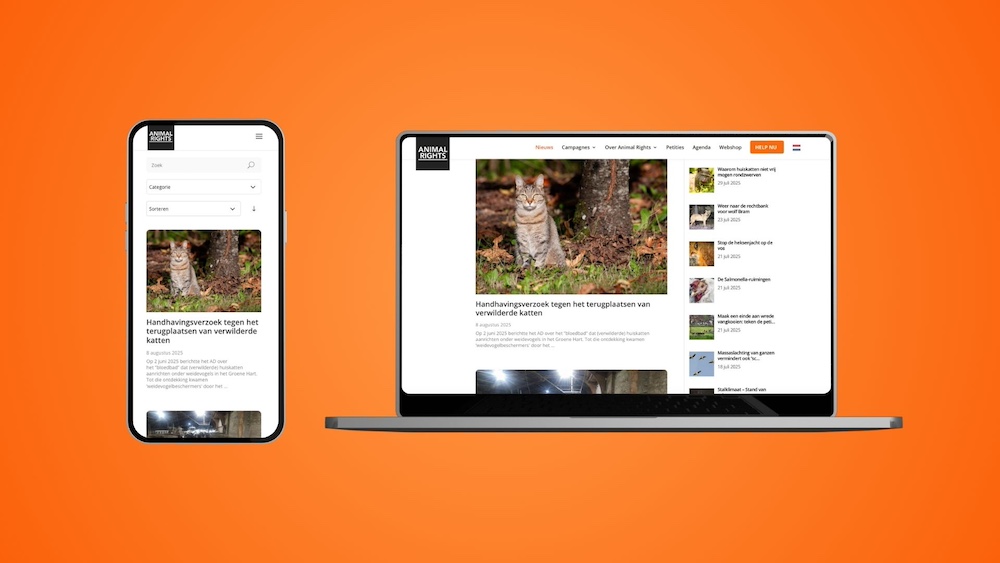 ANIMAL
RIGHTS
Zoek
Categorie
Sorteren
Handhavingsverzoek tegen het
terugplaatsen van verwilderde
katten
8 augustus 2025
Op 2 juni 2025 berichtte het AD over
het "bloedbad" dat (verwilderde) huiskatten
aanrichten onder weidevogels in het Groene Hart.
Tot die ontdekking kwamen
'weidevogelbeschermers' door het ...
ANIMAL
RIGHTS
Nieuws
Campagnes
Over Animal Rights
Petities
Agenda
Webshop
HELP NU
Handhavingsverzoek tegen het terugplaatsen van
verwilderde katten
8 augustus 2025
Op 2 juni 2025 berichtte het AD over het "bloedbad" dat (verwilderde) huiskatten
aanrichten onder weidevogels in het Groene Hart. Tot die ontdekking kwamen
'weidevogelbeschermers' door het ...
Waarom huiskatten niet vrij
mogen rondzwerven
29 juli 2025
Weer naar de rechtbank
voor wolf Bram
23 juli 2025
Stop de heksenjacht op de
vos
21 juli 2025
De Salmonella-ruimingen
21 juli 2025
Maak een einde aan wrede
vangkooien: teken de peti...
21 juli 2025
Massaslachting van ganzen
vermindert ook 'sc...
18 juli 2025
Stalklimaat – Stand van